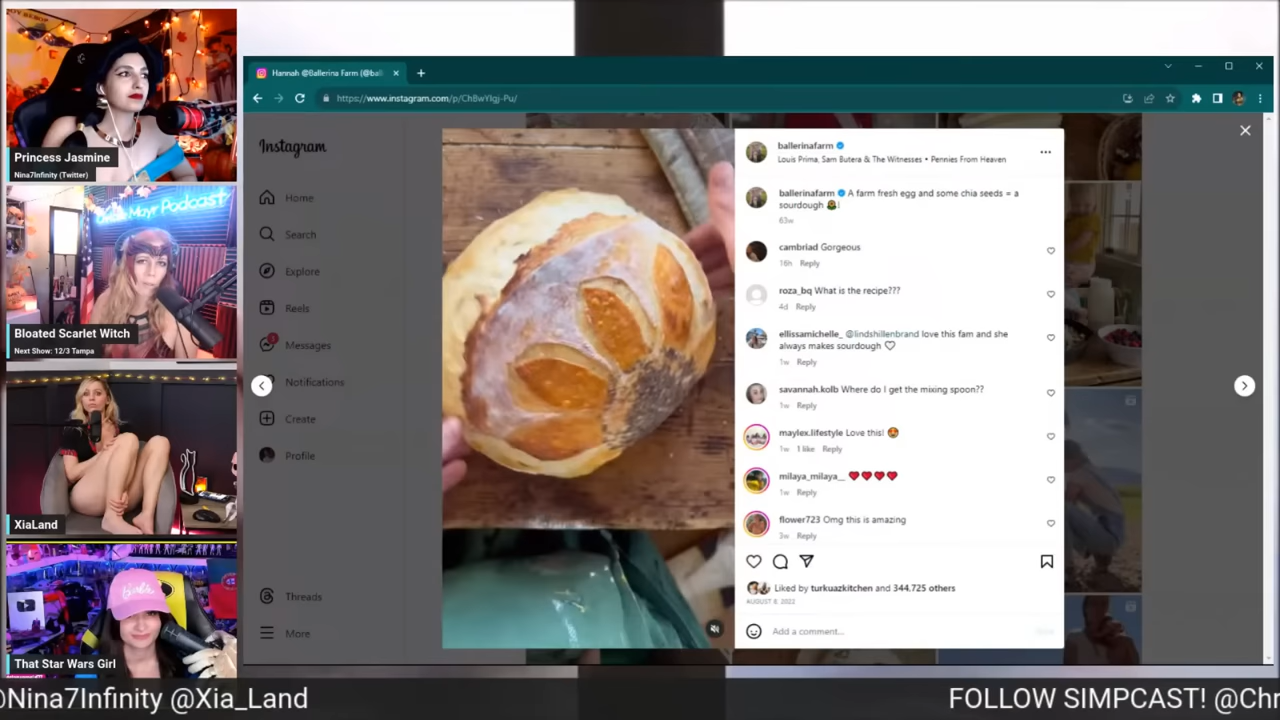 Princess Jasmine
Nina7Infinity (Twitter)
Mayr Podcast
Bloated Scarlet Witch
Next Show: 12/3 Tampa
XiaLand
Barbie
That Star Wars Girl
Hannah @Ballerina Farm (@bal
https://www.instagram.com/p/ChBwYlgj-Pu/
Instagram
Home
Search
Explore
Reels
Messages
Notifications
Create
Profile
Threads
More
ballerinafarm
Louis Prima, Sam Butera & The Witnesses • Pennies From Heaven
ballerinafarm A farm fresh egg and some chia seeds = a
sourdough 🌻!
63w
cambriad Gorgeous
16h Reply
roza_bq What is the recipe???
4d Reply
ellissamichelle_ @lindshillenbrand love this fam and she
always makes sourdough 🤍
1w Reply
savannah.kolb Where do I get the mixing spoon??
1w Reply
maylex.lifestyle Love this! 😍
1w 1 like Reply
milaya_milaya__ ❤️❤️❤️❤️
1w Reply
flower723 Omg this is amazing
3w Reply
Liked by turkuazkitchen and 344,725 others
AUGUST 8, 2022
Add a comment...
@Nina7Infinity @Xia_Land
FOLLOW SIMPCAST! @Chr